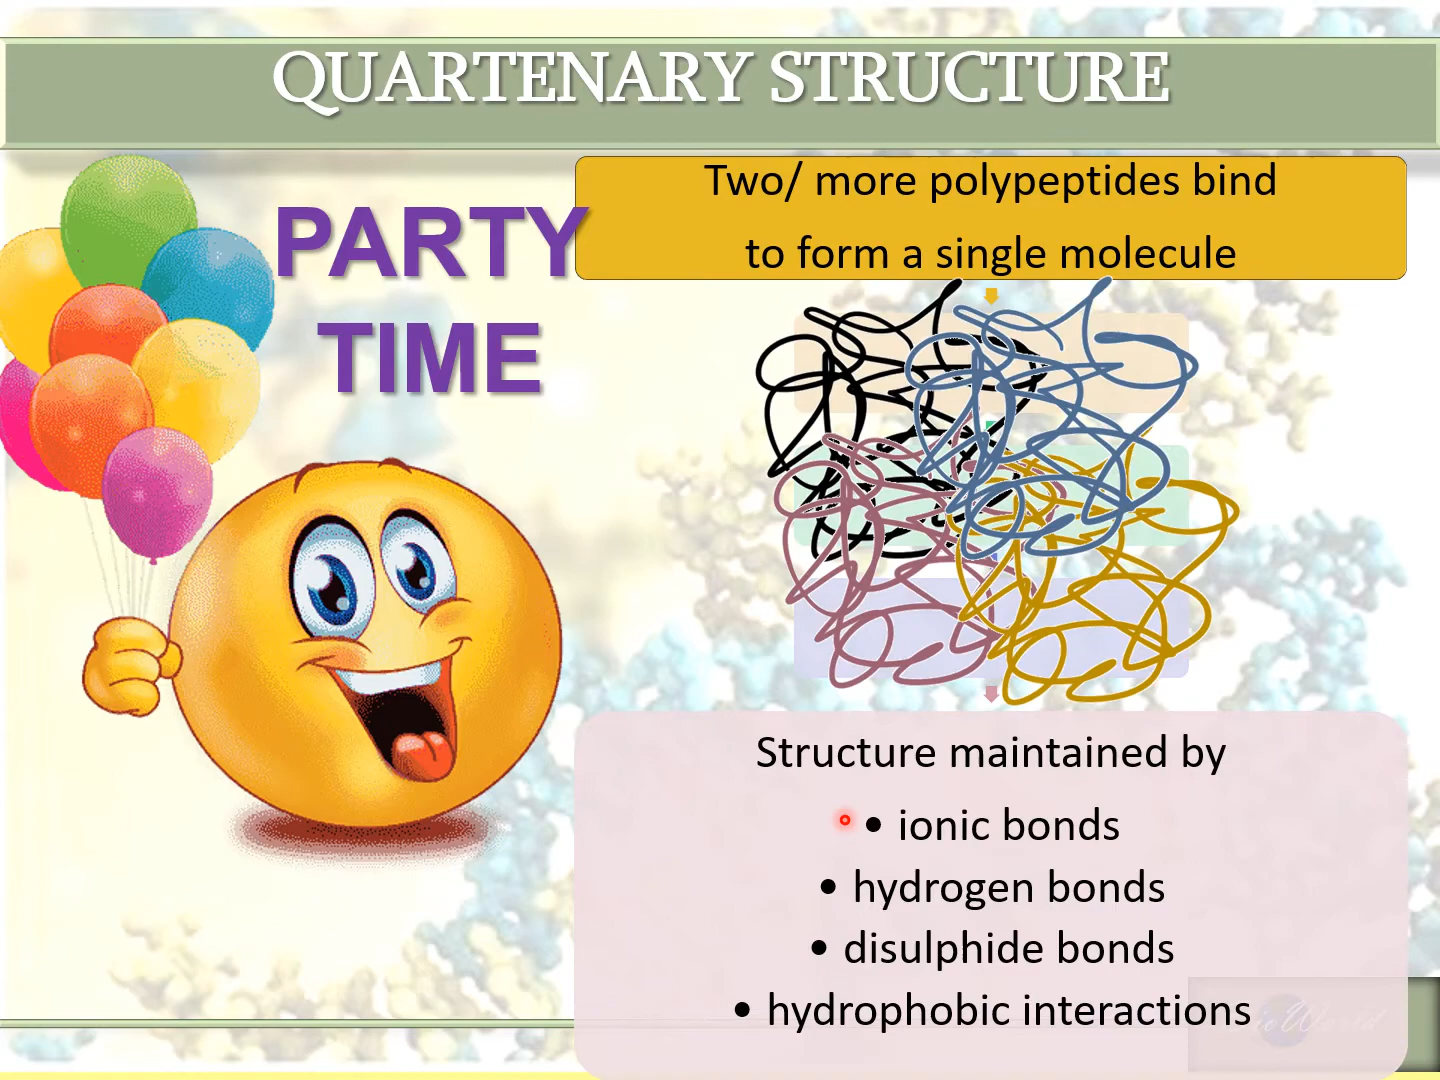 QUARTENARY STRUCTURE
PARTY
TIME
Two/ more polypeptides bind
to form a single molecule
Structure maintained by
• ionic bonds
• hydrogen bonds
• disulphide bonds
• hydrophobic interactions